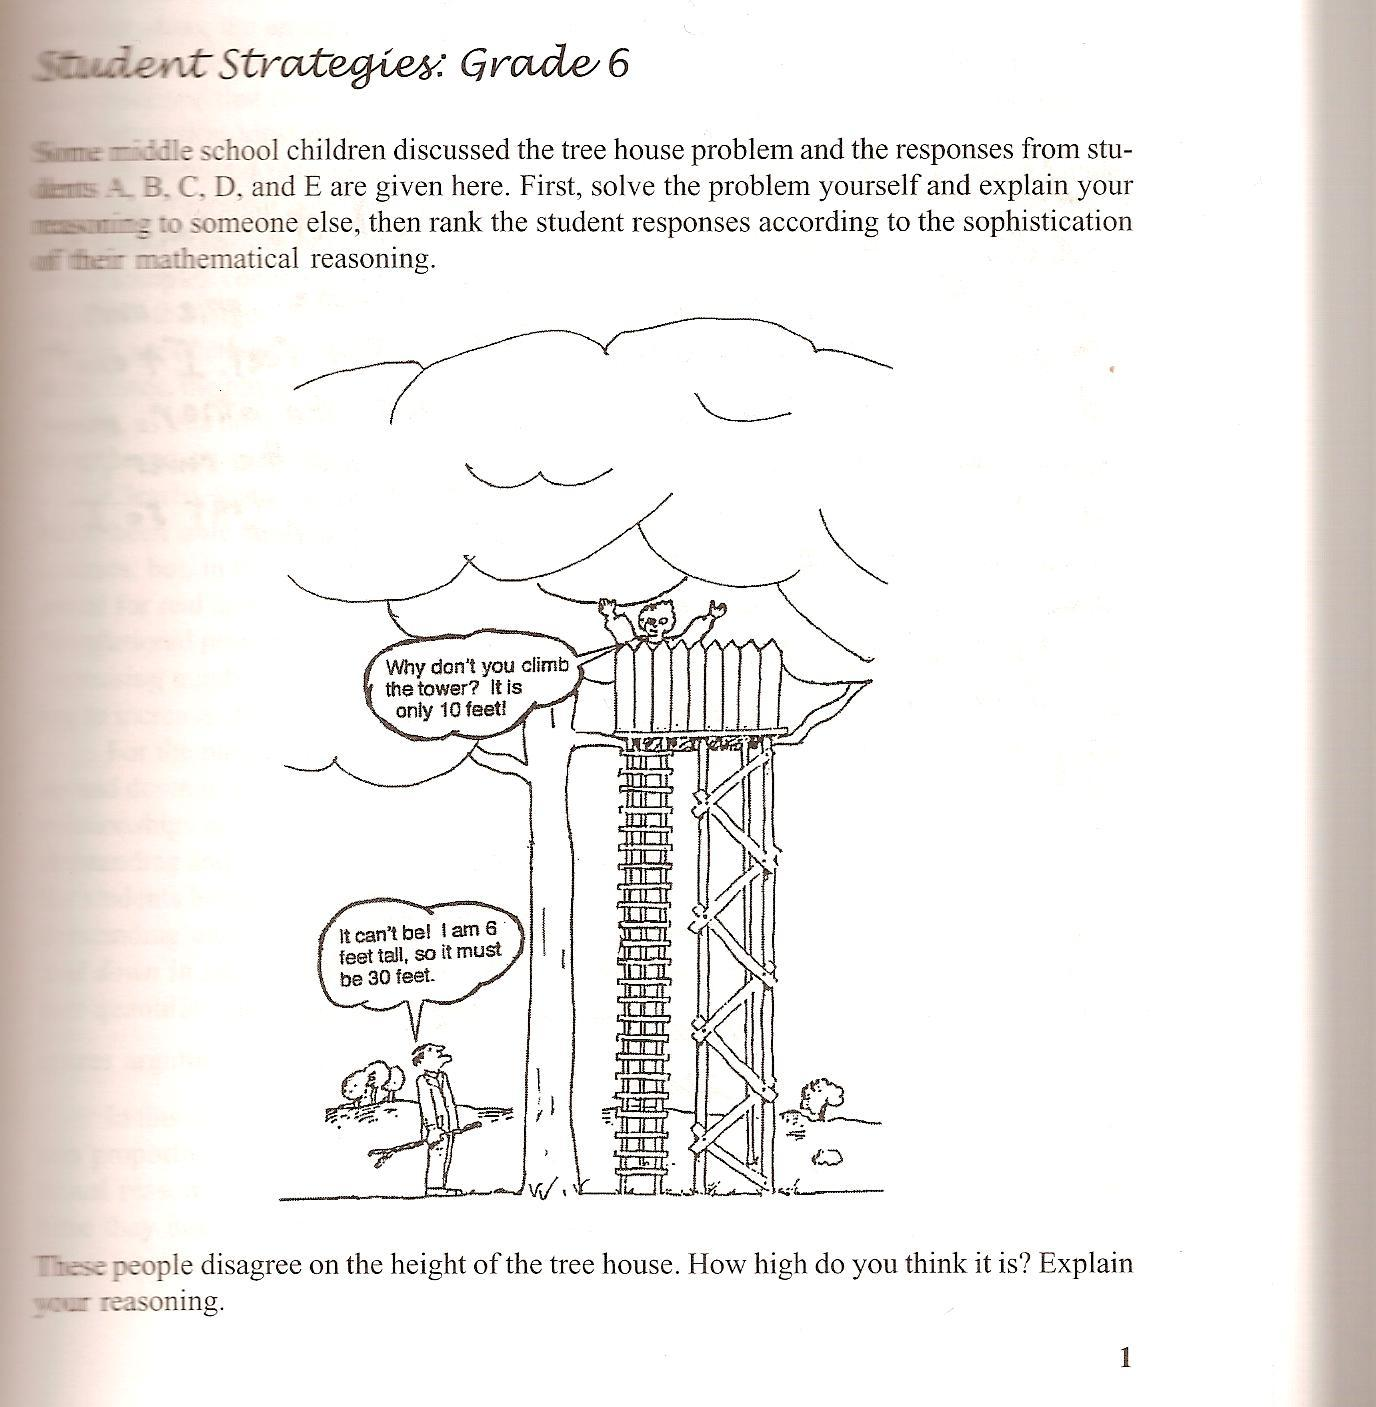 Student Strategies: Grade 6
Some middle school children discussed the tree house problem and the responses from stu-
dents A, B, C, D, and E are given here. First, solve the problem yourself and explain your
reasoning to someone else, then rank the student responses according to the sophistication
of their mathematical reasoning.
Why don't you climb
the tower? It is
only 10 feet!
It can't be! I am 6
feet tall, so it must
be 30 feet.
These people disagree on the height of the tree house. How high do you think it is? Explain
your reasoning.
1